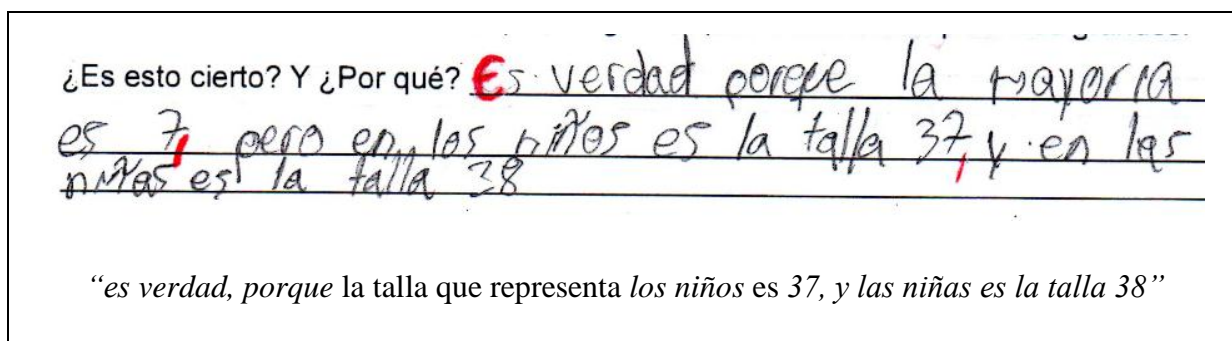 ¿Es esto cierto? Y ¿Por qué? Es verdad porque la mayoria
es 7, pero en los niños es la talla 37, y en las
niñas es la talla 38
“es verdad, porque la talla que representa los niños es 37, y las niñas es la talla 38”